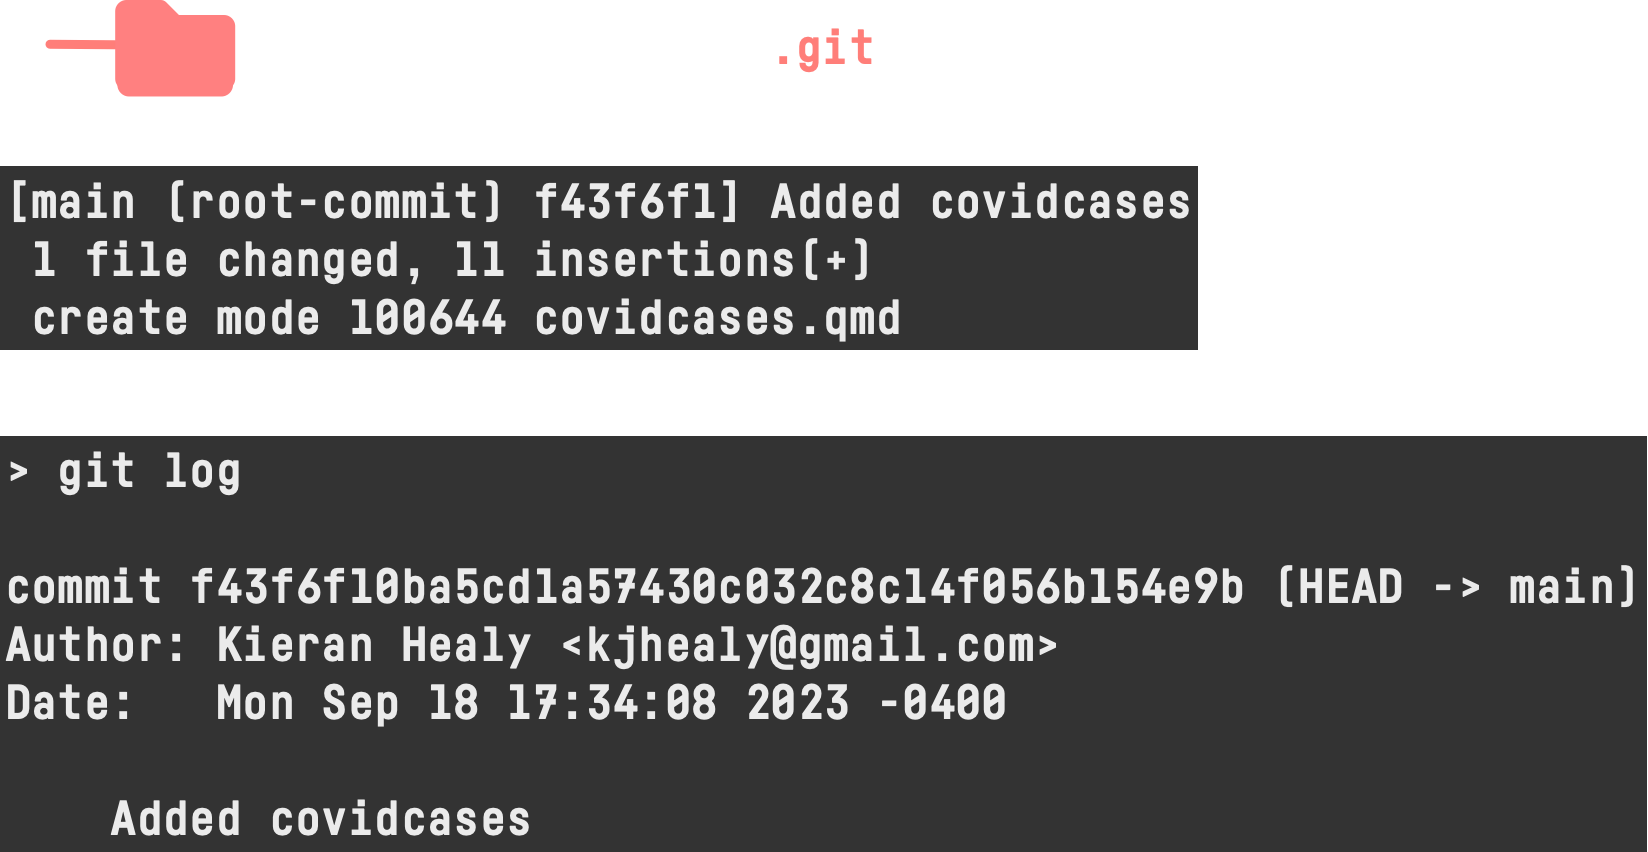 .git
[main (root-commit) f43f6f1] Added covidcases
 1 file changed, 11 insertions(+)
 create mode 100644 covidcases.qmd
> git log
commit f43f6f10ba5cd1a57430c032c8c14f056b154e9b (HEAD -> main)
Author: Kieran Healy <kjhealy@gmail.com>
Date:   Mon Sep 18 17:34:08 2023 -0400
    Added covidcases